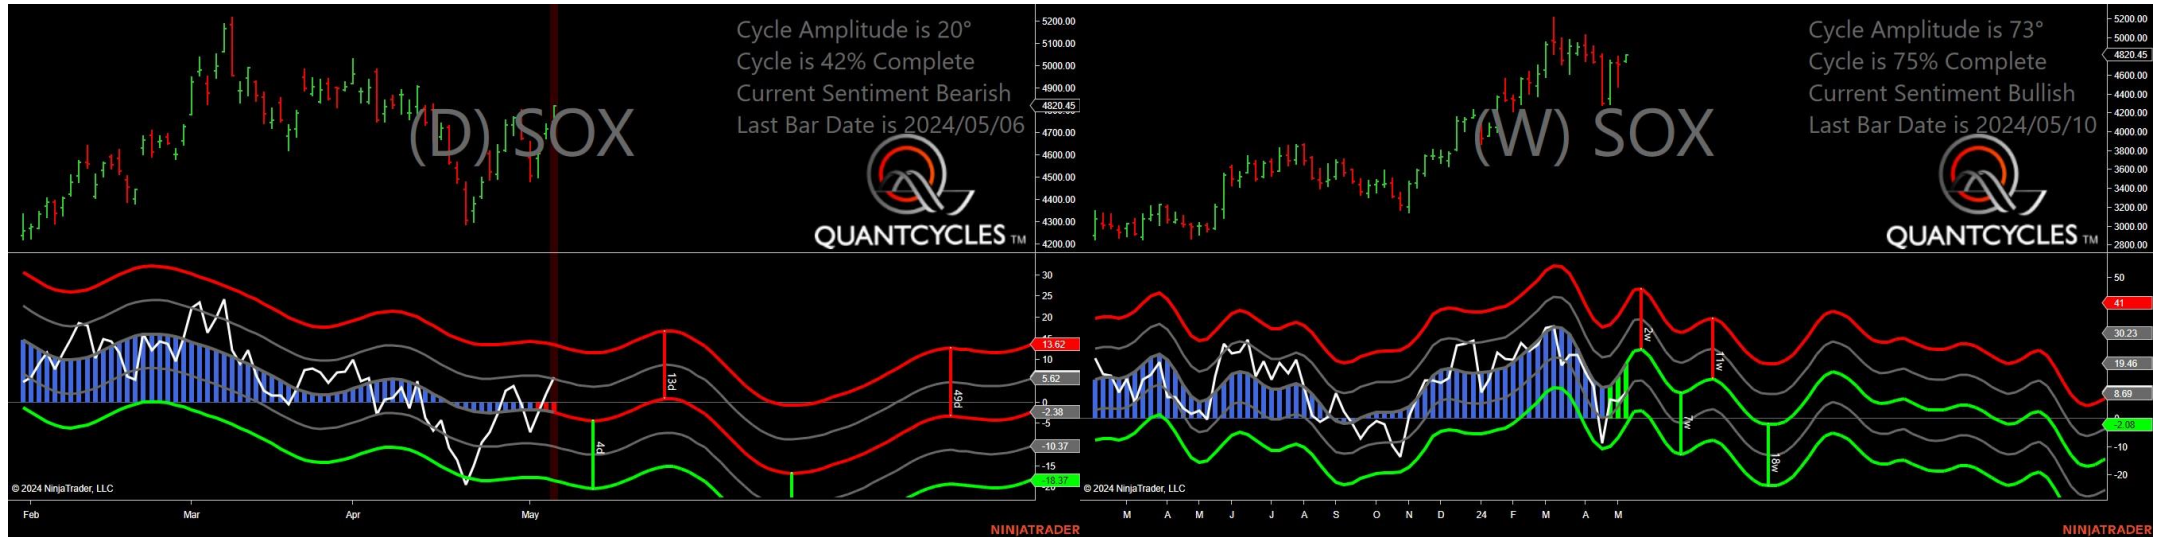 Cycle Amplitude is 20°
Cycle is 42% Complete
Current Sentiment Bearish
Last Bar Date is 2024/05/06
(D) SOX
QUANTCYCLES TM
5200.00
5100.00
5000.00
4900.00
4820.45
4700.00
4600.00
4500.00
4400.00
4300.00
4200.00
30
25
20
13.62
10
5.62
0
-2.38
-5
-10.37
-15
-18.37
4d
13d
49d
© 2024 NinjaTrader, LLC
Feb Mar Apr May
NINJATRADER
Cycle Amplitude is 73°
Cycle is 75% Complete
Current Sentiment Bullish
Last Bar Date is 2024/05/10
(W) SOX
QUANTCYCLES TM
5200.00
5000.00
4820.45
4600.00
4400.00
4200.00
4000.00
3800.00
3600.00
3400.00
3200.00
3000.00
2800.00
50
41
30.23
19.46
8.69
-2.08
-10
-20
2w
7w
11w
18w
© 2024 NinjaTrader, LLC
M A M J J A S O N D 24 F M A M
NINJATRADER